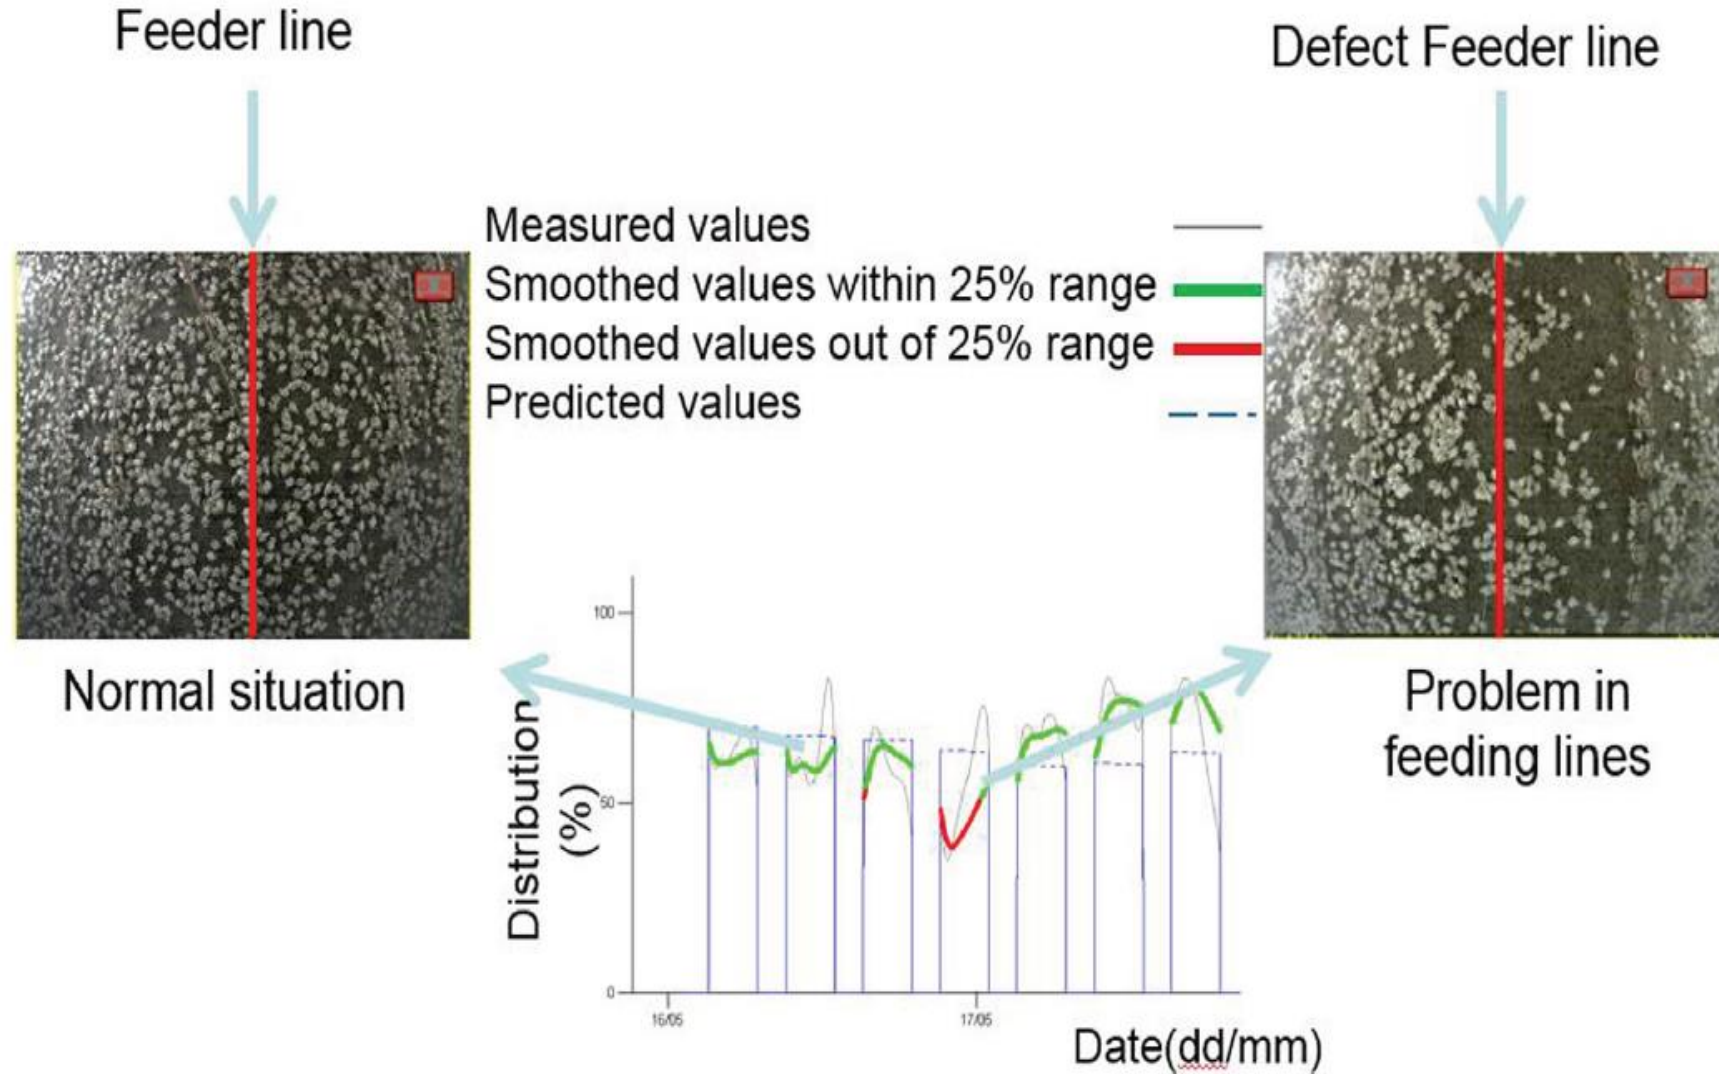 Feeder line
Defect Feeder line
Measured values
Smoothed values within 25% range
Smoothed values out of 25% range
Predicted values
Normal situation
Problem in
feeding lines
Distribution
(%)
100
50
0
16/05
17/05
Date(dd/mm)